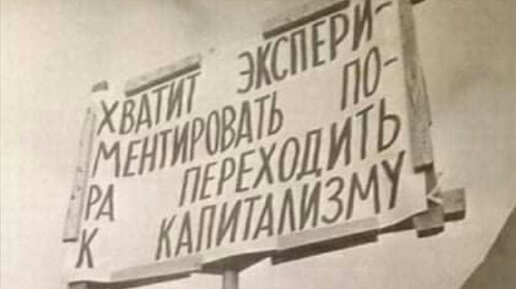 ХВАТИТ ЭКСПЕРИ-
МЕНТИРОВАТЬ ПО-
РА ПЕРЕХОДИТЬ
К КАПИТАЛИЗМУ